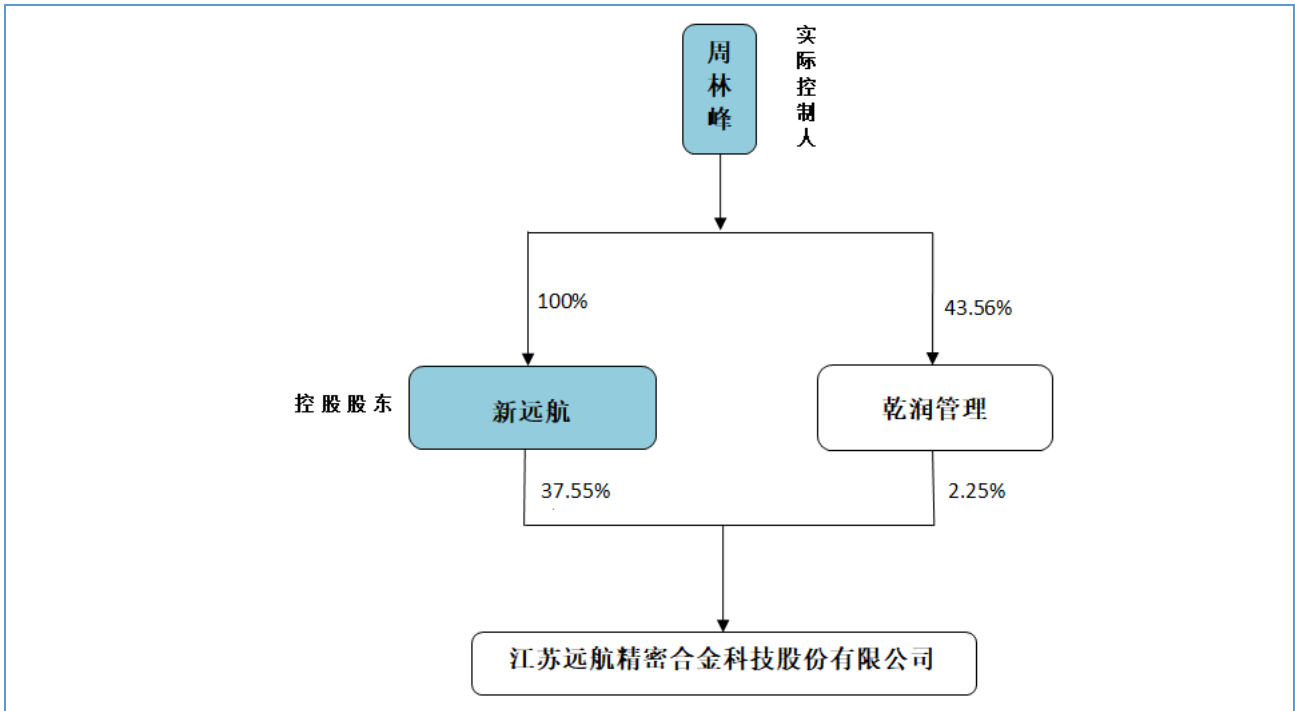 周林峰
实际控制人
100%
43.56%
控股股东
新远航
乾润管理
37.55%
2.25%
江苏远航精密合金科技股份有限公司